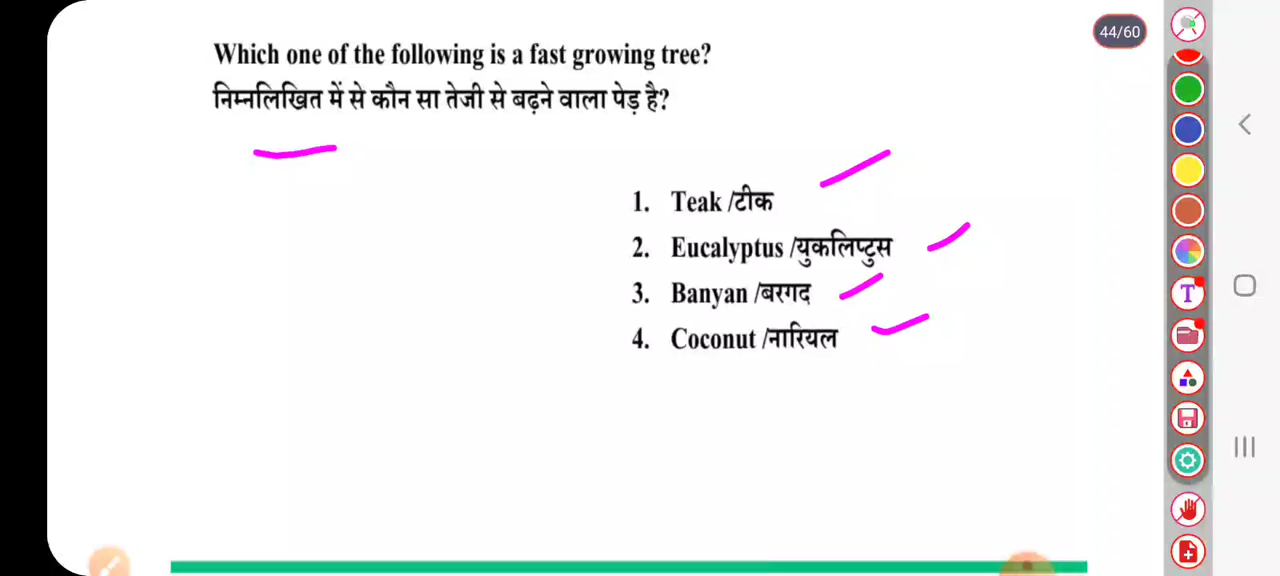 44/60
Which one of the following is a fast growing tree?
निम्नलिखित में से कौन सा तेजी से बढ़ने वाला पेड़ है?
1. Teak /टीक
2. Eucalyptus /युकलिप्टुस
3. Banyan /बरगद
4. Coconut /नारियल
T